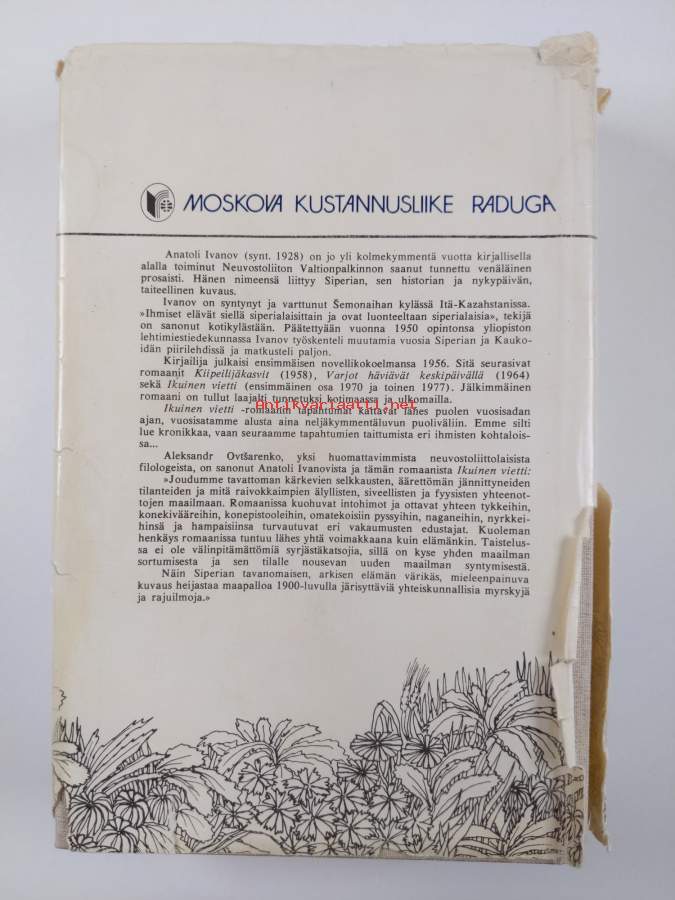 MOSKOVA KUSTANNUSLIIKE RADUGA
Anatoli Ivanov (synt. 1928) on jo yli kolmekymmentä vuotta kirjallisella
alalla toiminut Neuvostoliiton Valtionpalkinnon saanut tunnettu venäläinen
prosaisti. Hänen nimeensä liittyy Siperian, sen historian ja nykypäivän,
taiteellinen kuvaus.
Ivanov on syntynyt ja varttunut Šemonaihan kylässä Itä-Kazahstanissa.
»Ihmiset elävät siellä siperialaisittain ja ovat luonteeltaan siperialaisia», tekijä
on sanonut kotikylästään. Päätettyään vuonna 1950 opintonsa yliopiston
lehtimiestiedekunnassa Ivanov työskenteli muutamia vuosia Siperian ja Kauko-
idän piirilehdissä ja matkusteli paljon.
Kirjailija julkaisi ensimmäisen novellikokoelmansa 1956. Sitä seurasivat
romaanit Kiipeilijäkasvit (1958), Varjot häviävät keskipäivällä (1964)
sekä Ikuinen vietti (ensimmäinen osa 1970 ja toinen 1977). Jälkimmäinen
romaani on tullut laajalti tunnetuksi kotimaassa ja ulkomailla.
Antikvariaatti.net
Ikuinen vietti -romaanin tapahtumat kattavat lähes puolen vuosisadan
ajan, vuosisatamme alusta aina neljäkymmentäluvun puoliväliin. Emme silti
lue kronikkaa, vaan seuraamme tapahtumien taittumista eri ihmisten kohtalois-
sa...
Aleksandr Ovtšarenko, yksi huomattavimmista neuvostoliittolaisista
filologeista, on sanonut Anatoli Ivanovista ja tämän romaanista Ikuinen vietti:
»Joudumme tavattoman kärkevien selkkausten, äärettömän jännittyneiden
tilanteiden ja mitä raivokkaimpien älyllisten, siveellisten ja fyysisten yhteenot-
tojen maailmaan. Romaanissa kuohuvat intohimot ja ottavat yhteen tykkeihin,
konekivääreihin, konepistooleihin, omatekoisiin pyssyihin, naganeihin, nyrkkei-
hinsä ja hampaisiinsa turvautuvat eri vakaumusten edustajat. Kuoleman
henkäys romaanissa tuntuu lähes yhtä voimakkaana kuin elämänkin. Taistelus-
sa ei ole välinpitämättömiä syrjästäkatsojia, sillä on kyse yhden maailman
sortumisesta ja sen tilalle nousevan uuden maailman syntymisestä.
Näin Siperian tavanomaisen, arkisen elämän värikäs, mieleenpainuva
kuvaus heijastaa maapalloa 1900-luvulla järisyttäviä yhteiskunnallisia myrskyjä
ja rajuilmoja.»